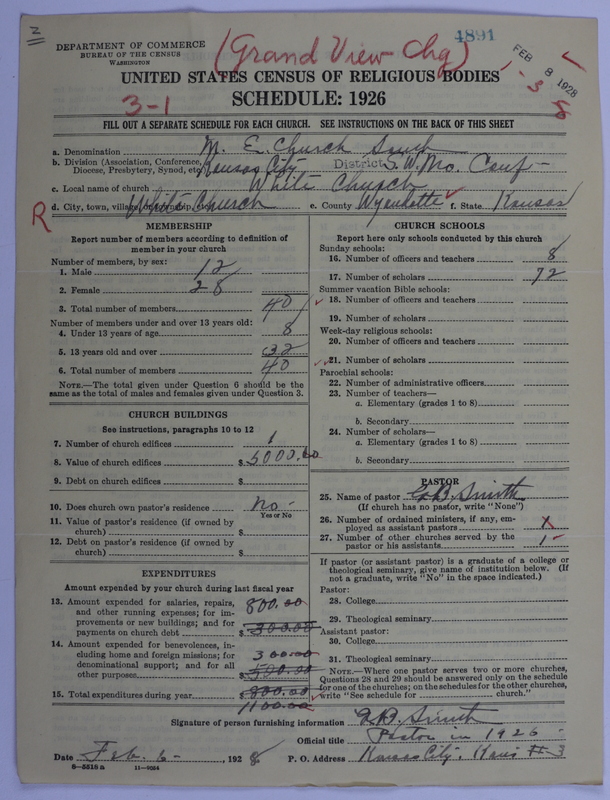 2
DEPARTMENT OF COMMERCE
BUREAU OF THE CENSUS
WASHINGTON
(Grand View Chg)
4891
FEB 8 1928
3-8
UNITED STATES CENSUS OF RELIGIOUS BODIES
3-1
SCHEDULE: 1926
FILL OUT A SEPARATE SCHEDULE FOR EACH CHURCH. SEE INSTRUCTIONS ON THE BACK OF THIS SHEET
a. Denomination M. E. Church South
b. Division (Association, Conference, Diocese, Presbytery, Synod, etc.) Kansas City District S.W. Mo. Conf-
c. Local name of church White Church
R
d. City, town, village, or township, etc. White Church e. County Wyandotte f. State Kansas
MEMBERSHIP
Report number of members according to definition of
member in your church
Number of members, by sex:
1. Male 12
2. Female 28
3. Total number of members 40
Number of members under and over 13 years old:
4. Under 13 years of age 8
5. 13 years old and over 32
6. Total number of members 40
NOTE.—The total given under Question 6 should be the
same as the total of males and females given under Question 3.
CHURCH BUILDINGS
See instructions, paragraphs 10 to 12
7. Number of church edifices 1
8. Value of church edifices $ 5000.00
9. Debt on church edifices $
10. Does church own pastor's residence No-
Yes or No
11. Value of pastor's residence (if owned by
church) $
12. Debt on pastor's residence (if owned by
church) $
EXPENDITURES
Amount expended by your church during last fiscal year
13. Amount expended for salaries, repairs, 800.00
and other running expenses; for im-
provements or new buildings; and for
payments on church debt $ 300.00
14. Amount expended for benevolences, in-
cluding home and foreign missions; for 300.00
denominational support; and for all
other purposes $ 500.00
15. Total expenditures during year $ 800.00
1100.00
CHURCH SCHOOLS
Report here only schools conducted by this church
Sunday schools:
16. Number of officers and teachers 8
17. Number of scholars 72
Summer vacation Bible schools:
18. Number of officers and teachers
19. Number of scholars
Week-day religious schools:
20. Number of officers and teachers
21. Number of scholars
Parochial schools:
22. Number of administrative officers
23. Number of teachers—
a. Elementary (grades 1 to 8)
b. Secondary
24. Number of scholars—
a. Elementary (grades 1 to 8)
b. Secondary
PASTOR
25. Name of pastor E.B. Smith
(If church has no pastor, write "None")
26. Number of ordained ministers, if any, em-
ployed as assistant pastors x
27. Number of other churches served by the
pastor or his assistants 1
If pastor (or assistant pastor) is a graduate of a college or
theological seminary, give name of institution below. (If
not a graduate, write "No" in the space indicated.)
Pastor:
28. College
29. Theological seminary
Assistant pastor:
30. College
31. Theological seminary
NOTE.—Where one pastor serves two or more churches,
Questions 28 and 29 should be answered only on the schedule
for one of the churches; on the schedules for the other churches,
write "See schedule for church."
Signature of person furnishing information E.B. Smith
Official title Pastor in 1926-
Date Feb. 6-, 1928 P. O. Address Kansas City, Kans # 3
6—5518 a 11—9054